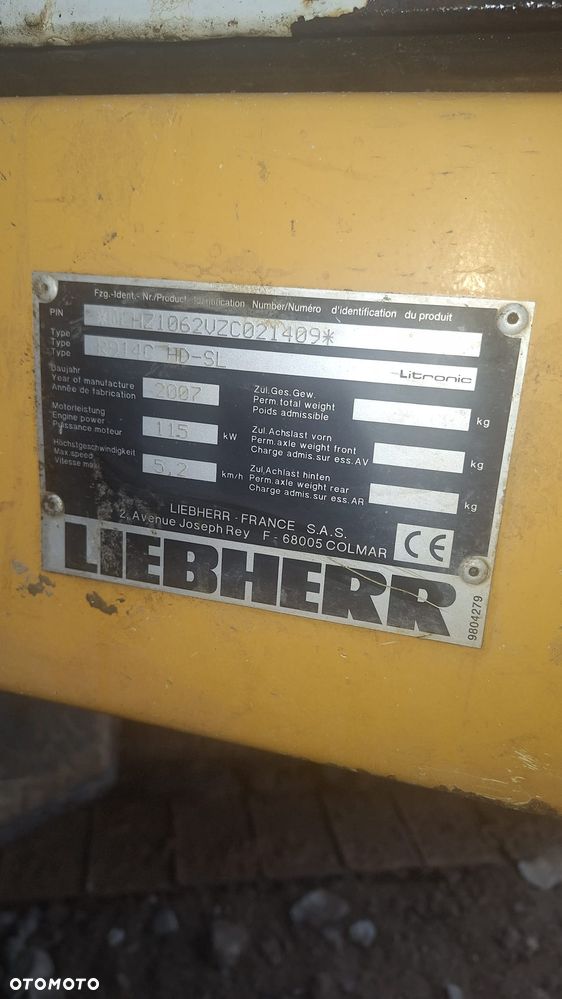 Fzg.-Ident.- Nr./Product Identification Number/Numéro d'identification du produit
PIN *WLHZ1062VZC021409*
Type
Type R914C HD-SL
Type
Litronic
Baujahr
Year of manufacture 2007
Année de fabrication
Motorleistung
Engine power 115 kW
Puissance moteur
Höchstgeschwindigkeit
Max.speed 5,2 km/h
Vitesse max.
Zul.Ges.Gew.
Perm.total weight kg
Poids admissible
Zul.Achslast vorn
Perm.axle weight front kg
Charge admis.sur ess.AV
Zul.Achlast hinten
Perm.axle weight rear kg
Charge admis.sur ess.AR
LIEBHERR - FRANCE S.A.S.
2, Avenue Joseph Rey F - 68005 COLMAR
CE
LIEBHERR
9804279
OTOMOTO